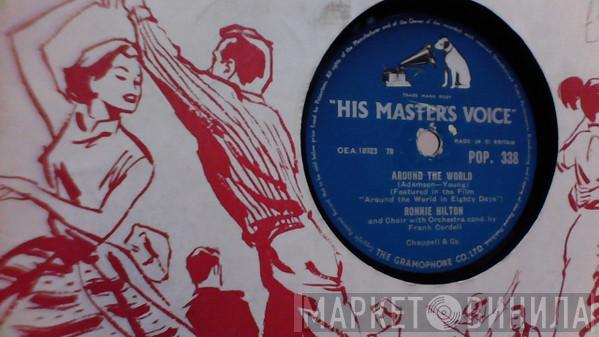 TRADE MARK REGD
"HIS MASTER'S VOICE"
MADE IN GT BRITAIN
OEA.18923 78
POP. 338
AROUND THE WORLD
(Adamson—Young)
(Featured in the Film
"Around the World in Eighty Days")
RONNIE HILTON
and Choir with Orchestra cond. by
Frank Cordell
Chappell & Co.
THE GRAMOPHONE CO. LTD.
МАРКЕТ ВИНИЛА